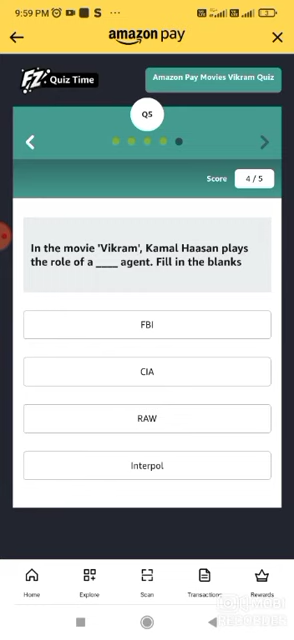 9:59 PM
amazon pay
FZ Quiz Time
Amazon Pay Movies Vikram Quiz
Q5
Score 4 / 5
In the movie 'Vikram', Kamal Haasan plays
the role of a ____ agent. Fill in the blanks
FBI
CIA
RAW
Interpol
Home Explore Scan Transactions Rewards
RECORDER